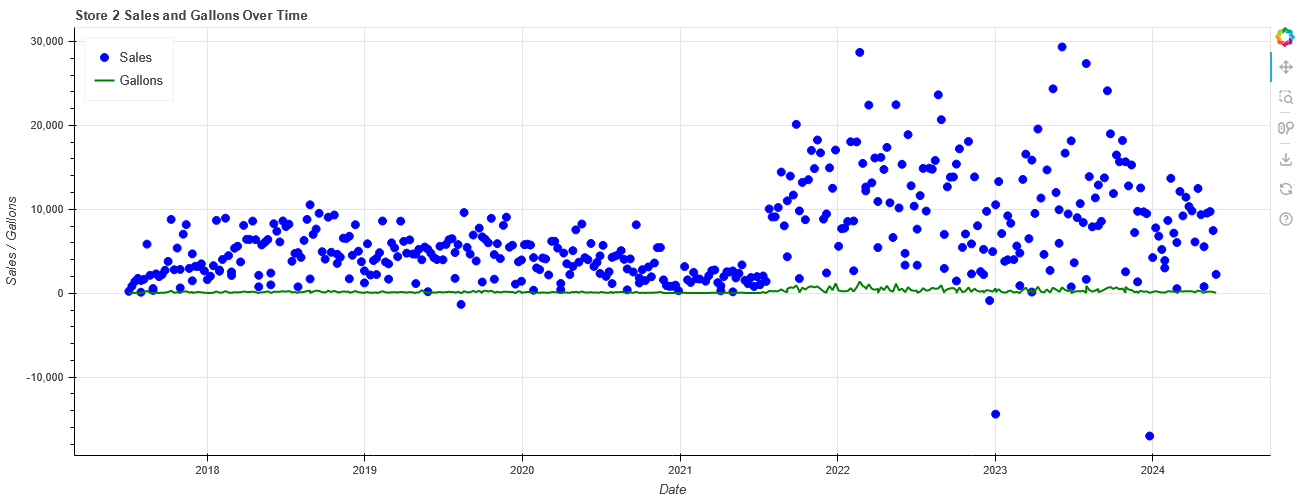 Store 2 Sales and Gallons Over Time
Sales
Gallons
30,000
20,000
10,000
0
-10,000
Sales / Gallons
2018 2019 2020 2021 2022 2023 2024
Date